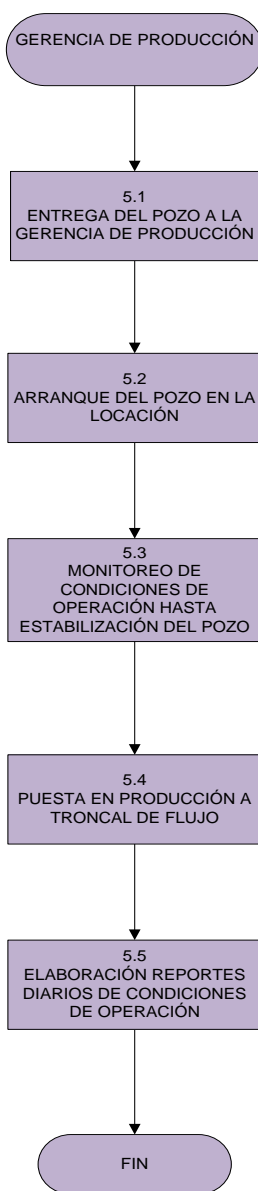 GERENCIA DE PRODUCCIÓN
5.1
ENTREGA DEL POZO A LA
GERENCIA DE PRODUCCIÓN
5.2
ARRANQUE DEL POZO EN LA
LOCACIÓN
5.3
MONITOREO DE
CONDICIONES DE
OPERACIÓN HASTA
ESTABILIZACIÓN DEL POZO
5.4
PUESTA EN PRODUCCIÓN A
TRONCAL DE FLUJO
5.5
ELABORACIÓN REPORTES
DIARIOS DE CONDICIONES
DE OPERACIÓN
FIN